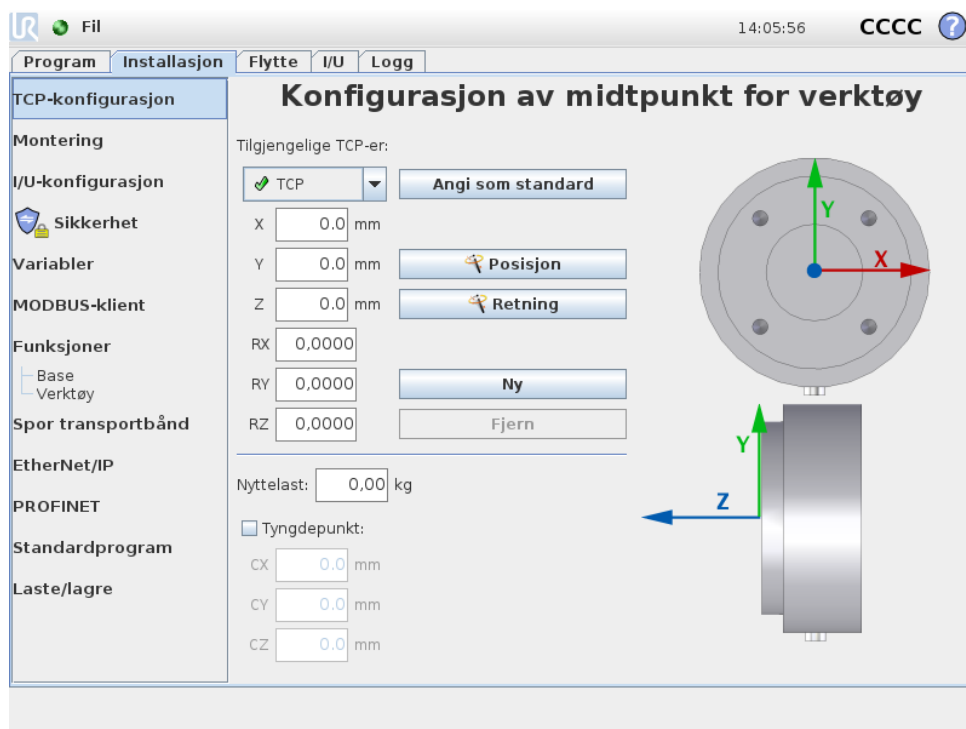 UR Fil 14:05:56 CCCC ?
Program Installasjon Flytte I/U Logg
TCP-konfigurasjon
Montering
I/U-konfigurasjon
Sikkerhet
Variabler
MODBUS-klient
Funksjoner
Base
Verktøy
Spor transportbånd
EtherNet/IP
PROFINET
Standardprogram
Laste/lagre
Konfigurasjon av midtpunkt for verktøy
Tilgjengelige TCP-er:
TCP Angi som standard
X 0.0 mm
Y 0.0 mm Posisjon
Z 0.0 mm Retning
RX 0,0000
RY 0,0000 Ny
RZ 0,0000 Fjern
Nyttelast: 0,00 kg
Tyngdepunkt:
CX 0.0 mm
CY 0.0 mm
CZ 0.0 mm
Y
X
Y
Z